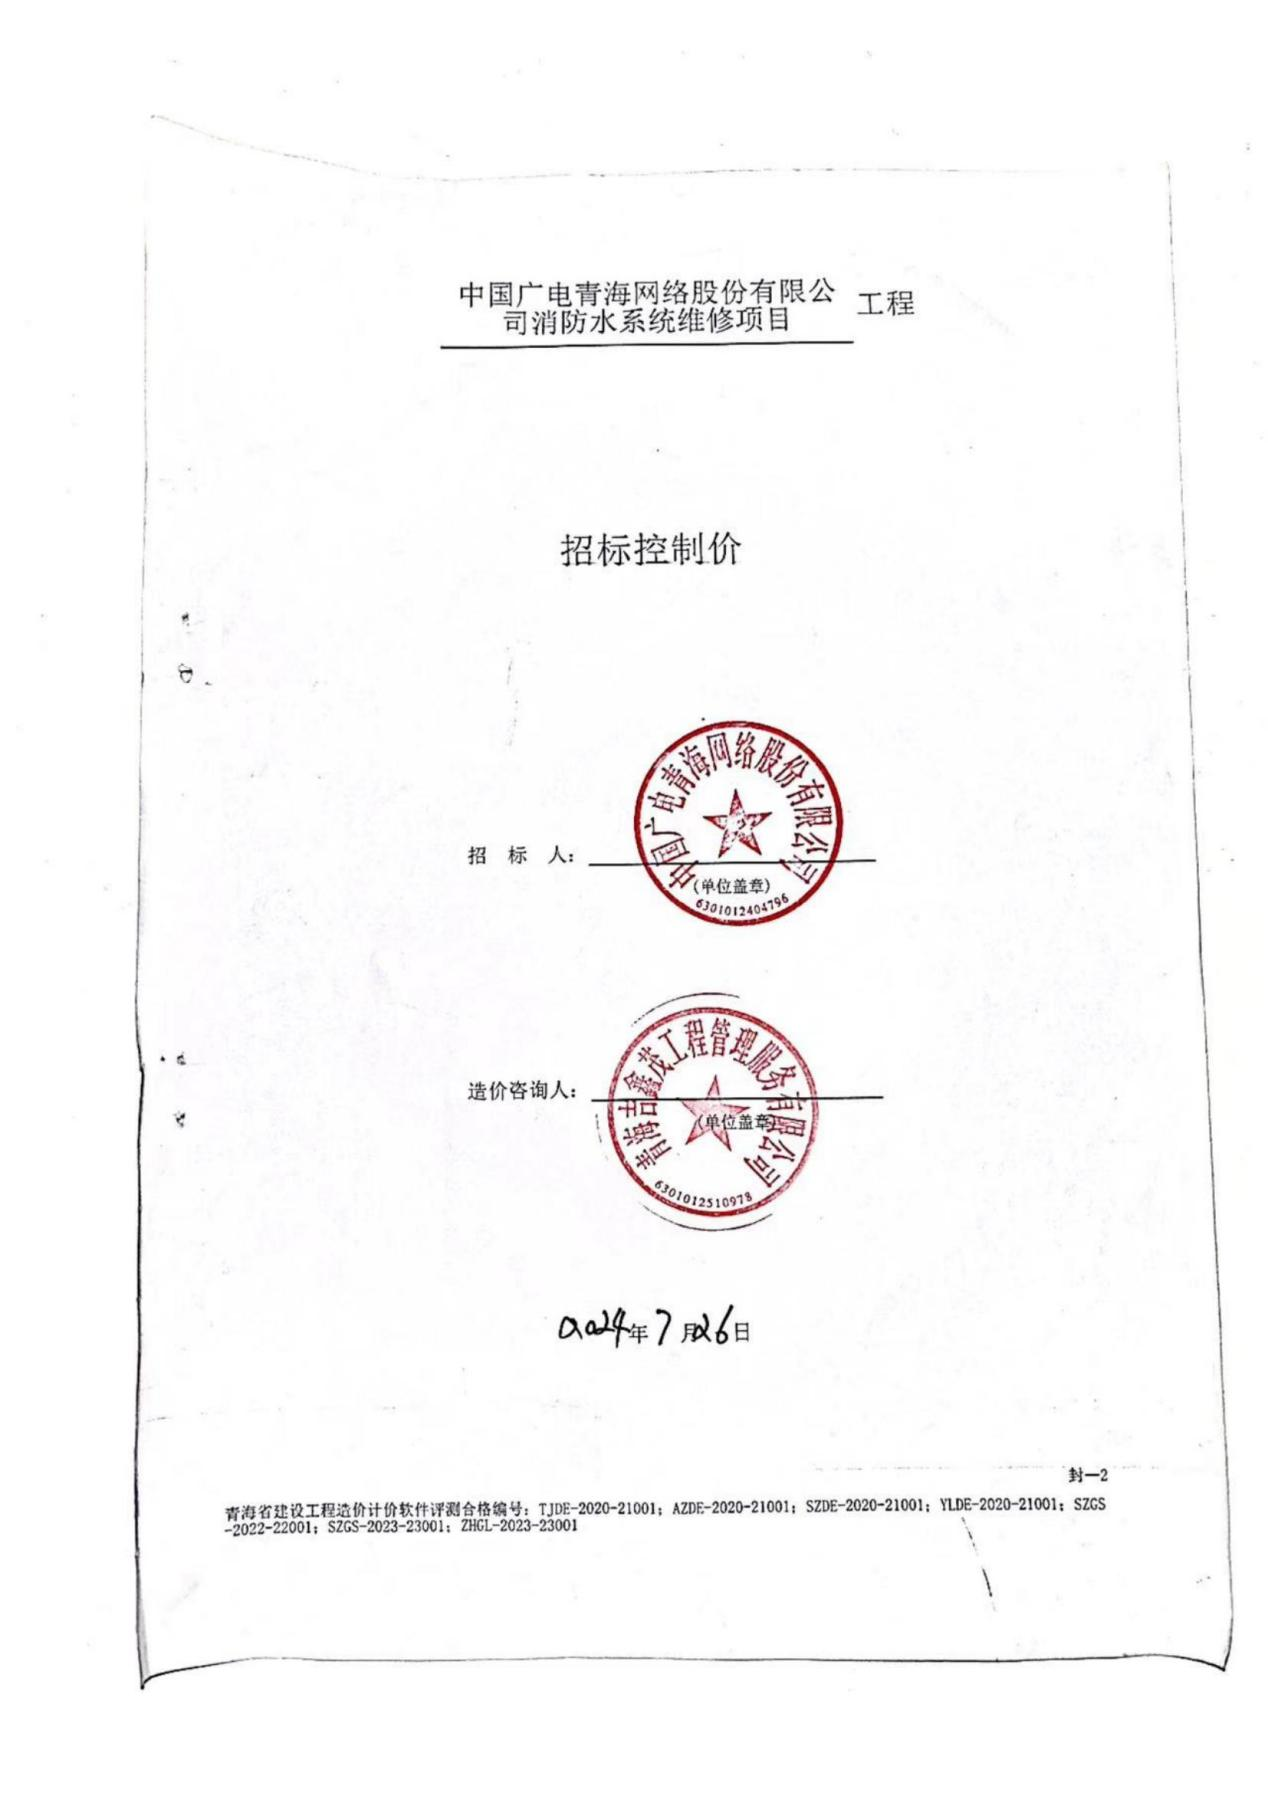 中国广电青海网络股份有限公 工程
司消防水系统维修项目
招标控制价
中国广电青海网络股份有限公司
招 标 人:
(单位盖章)
6301012404796
青海吉鑫茂工程管理服务有限公司
造价咨询人:
(单位盖章)
6301012510978
2024年7月26日
封—2
青海省建设工程造价计价软件评测合格编号: TJDE-2020-21001; AZDE-2020-21001; SZDE-2020-21001; YLDE-2020-21001; SZGS
-2022-22001; SZGS-2023-23001; ZHGL-2023-23001